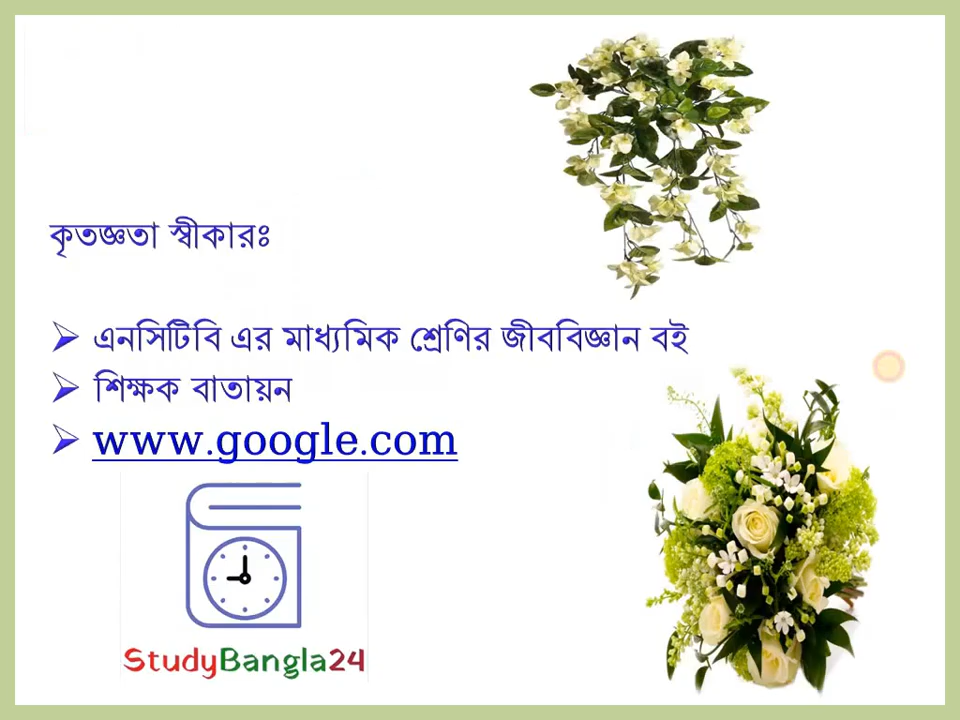 কৃতজ্ঞতা স্বীকারঃ
এনসিটিবি এর মাধ্যমিক শ্রেণির জীববিজ্ঞান বই
শিক্ষক বাতায়ন
www.google.com
StudyBangla24